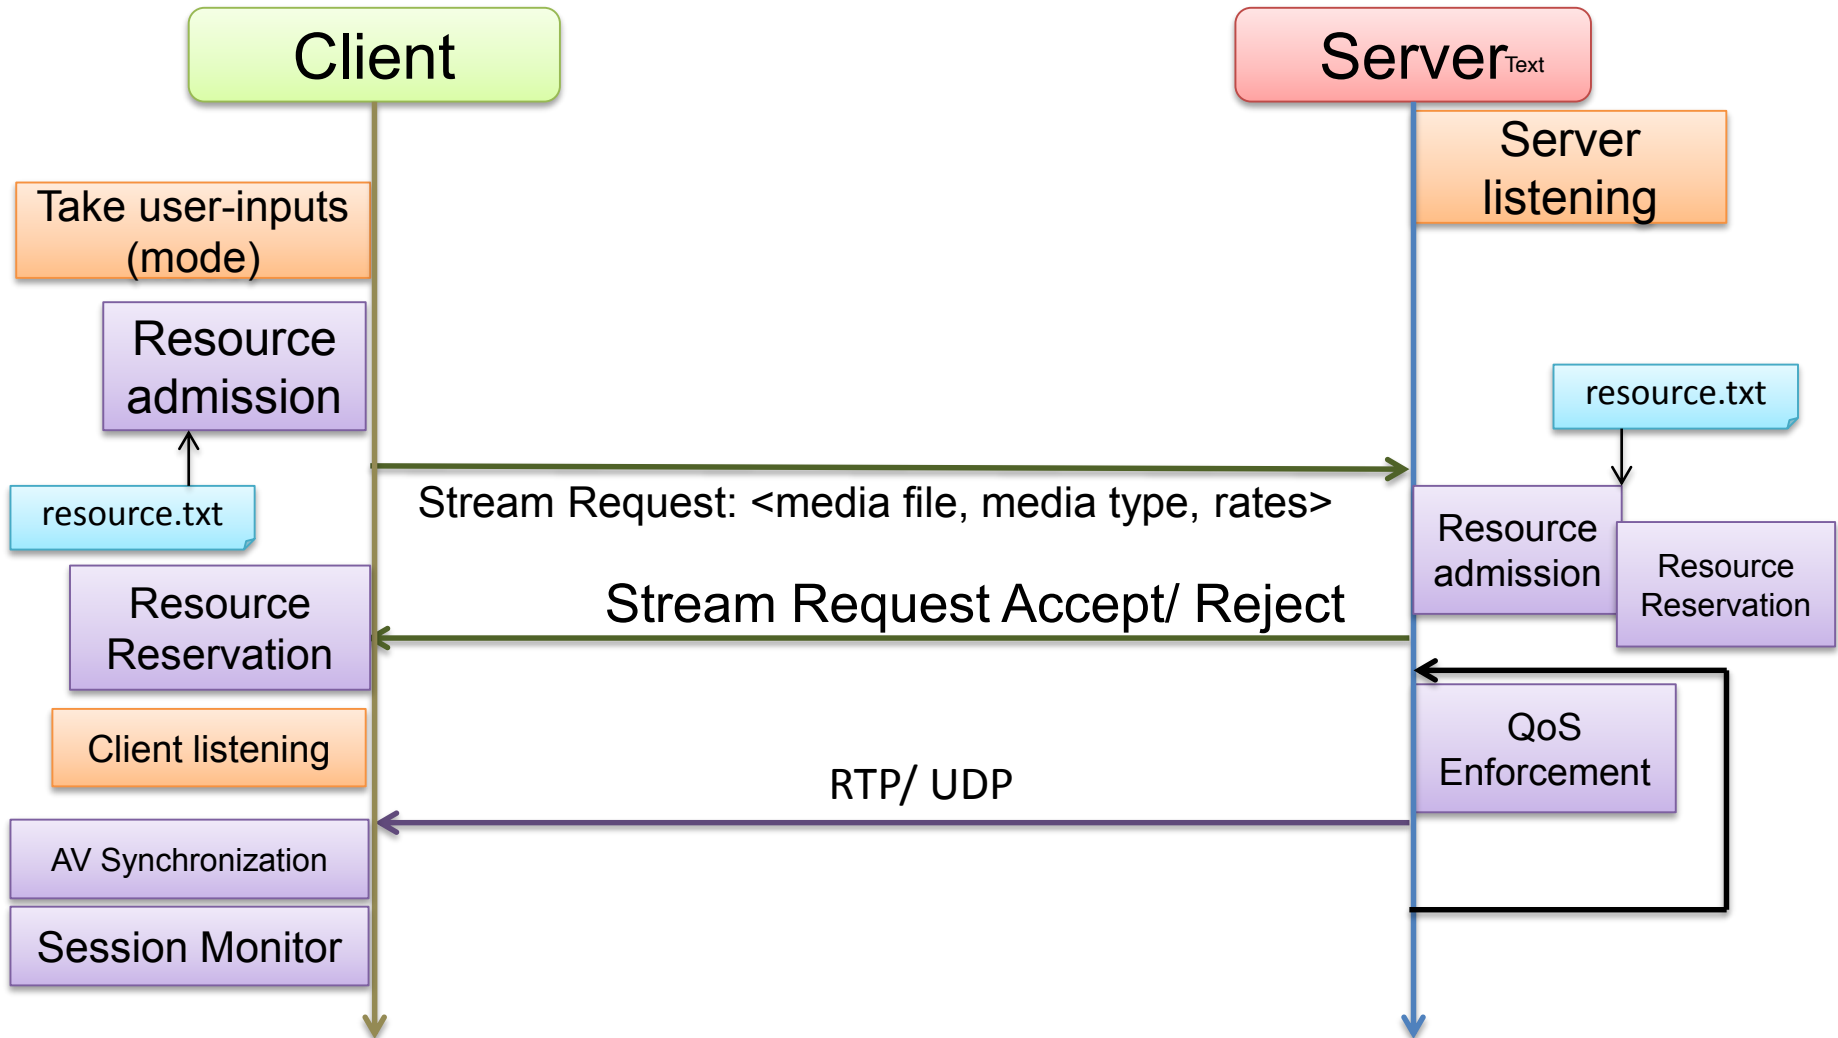 Client
Server
Text
Server
listening
Take user-inputs
(mode)
Resource
admission
resource.txt
resource.txt
Stream Request: <media file, media type, rates>
Resource
admission
Resource
Reservation
Resource
Reservation
Stream Request Accept/ Reject
QoS
Enforcement
Client listening
RTP/ UDP
AV Synchronization
Session Monitor